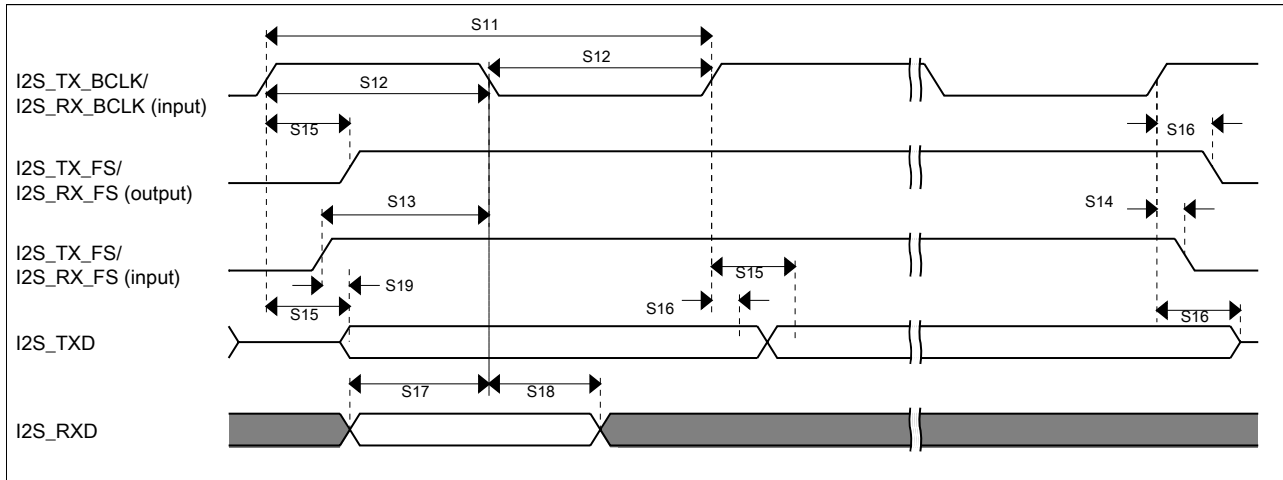 S11
S12
I2S_TX_BCLK/
I2S_RX_BCLK (input)
S12
S15
S16
I2S_TX_FS/
I2S_RX_FS (output)
S13
S14
I2S_TX_FS/
I2S_RX_FS (input)
S15
S19
S16
S15
S16
I2S_TXD
S17
S18
I2S_RXD